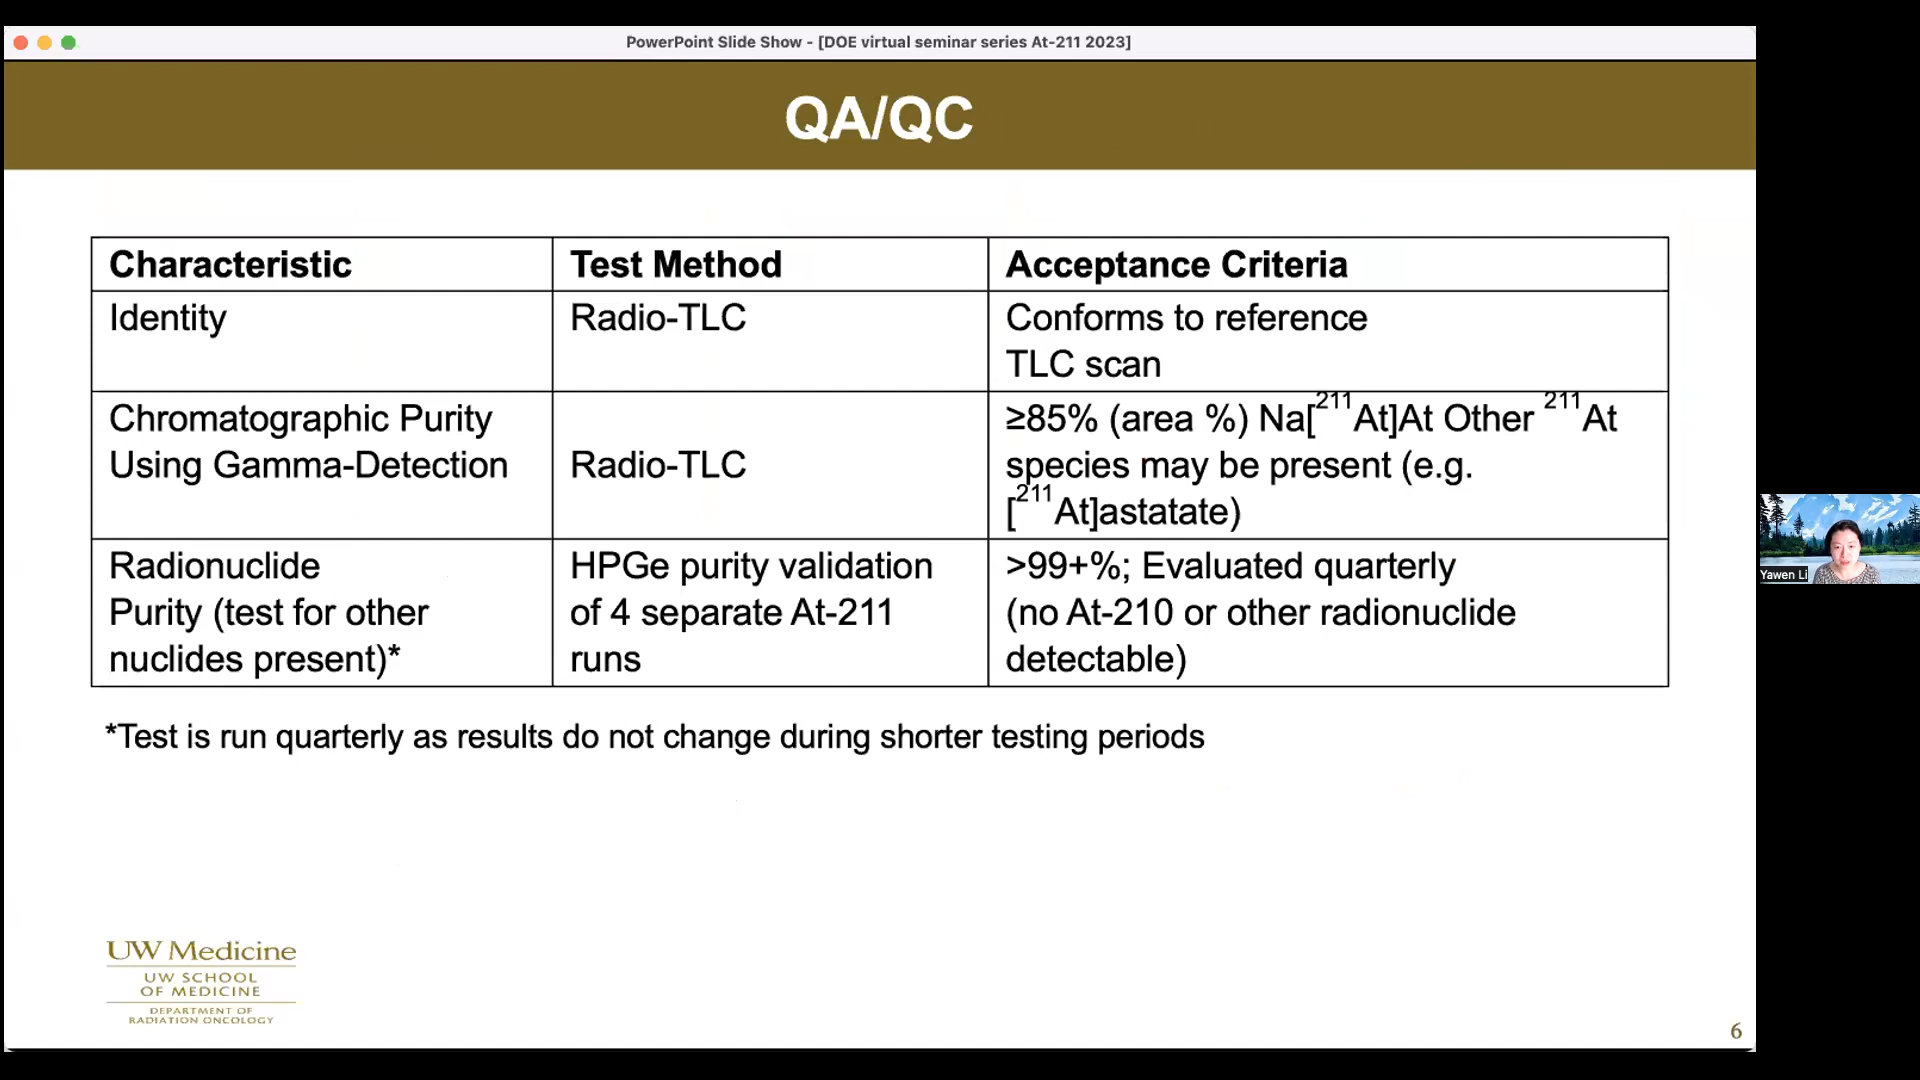 PowerPoint Slide Show - [DOE virtual seminar series At-211 2023]
QA/QC
Characteristic
Test Method
Acceptance Criteria
Identity
Radio-TLC
Conforms to reference
TLC scan
Chromatographic Purity
Using Gamma-Detection
Radio-TLC
≥85% (area %) Na[²¹¹At]At Other ²¹¹At
species may be present (e.g.
[²¹¹At]astatate)
Radionuclide
Purity (test for other
nuclides present)*
HPGe purity validation
of 4 separate At-211
runs
>99+%; Evaluated quarterly
(no At-210 or other radionuclide
detectable)
*Test is run quarterly as results do not change during shorter testing periods
UW Medicine
UW SCHOOL
OF MEDICINE
DEPARTMENT OF
RADIATION ONCOLOGY
6
Yawen Li